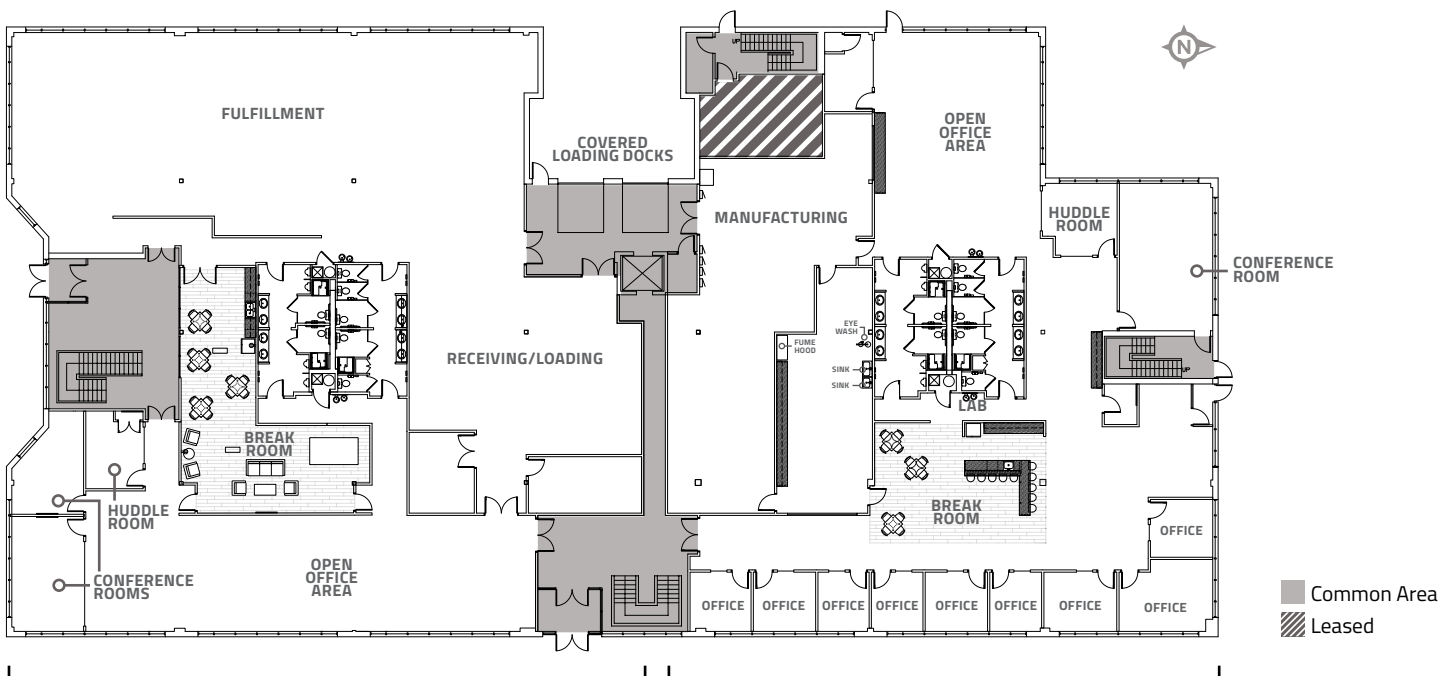 N
UP
FULFILLMENT
COVERED
LOADING DOCKS
OPEN
OFFICE
AREA
MANUFACTURING
HUDDLE
ROOM
CONFERENCE
ROOM
EYE
WASH
FUME
HOOD
SINK
SINK
RECEIVING/LOADING
UP
LAB
BREAK
ROOM
HUDDLE
ROOM
BREAK
ROOM
OFFICE
CONFERENCE
ROOMS
OPEN
OFFICE
AREA
OFFICE
OFFICE
OFFICE
OFFICE
OFFICE
OFFICE
OFFICE
OFFICE
Common Area
Leased